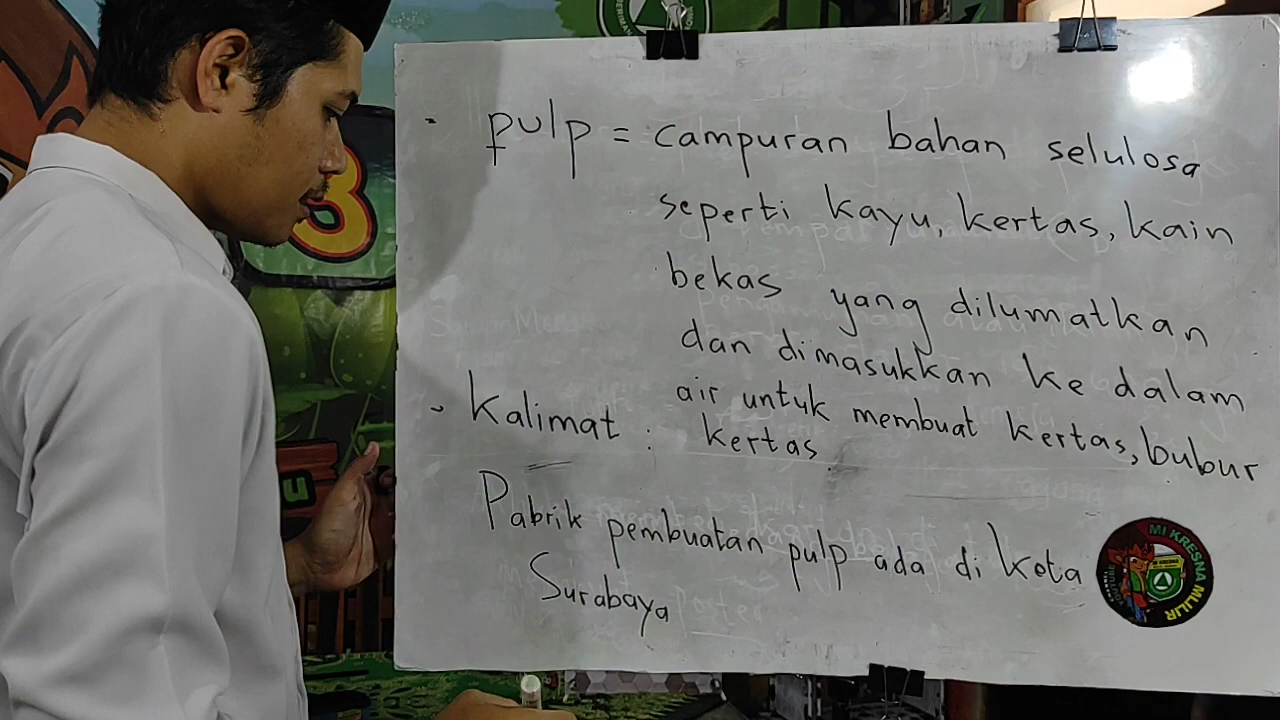 • pulp = campuran bahan selulosa
seperti kayu, kertas, kain
bekas yang dilumatkan
dan dimasukkan ke dalam
air untuk membuat kertas, bubur
kertas.
• Kalimat :
Pabrik pembuatan pulp ada di kota
Surabaya
MI KRESNA MLILIR
3